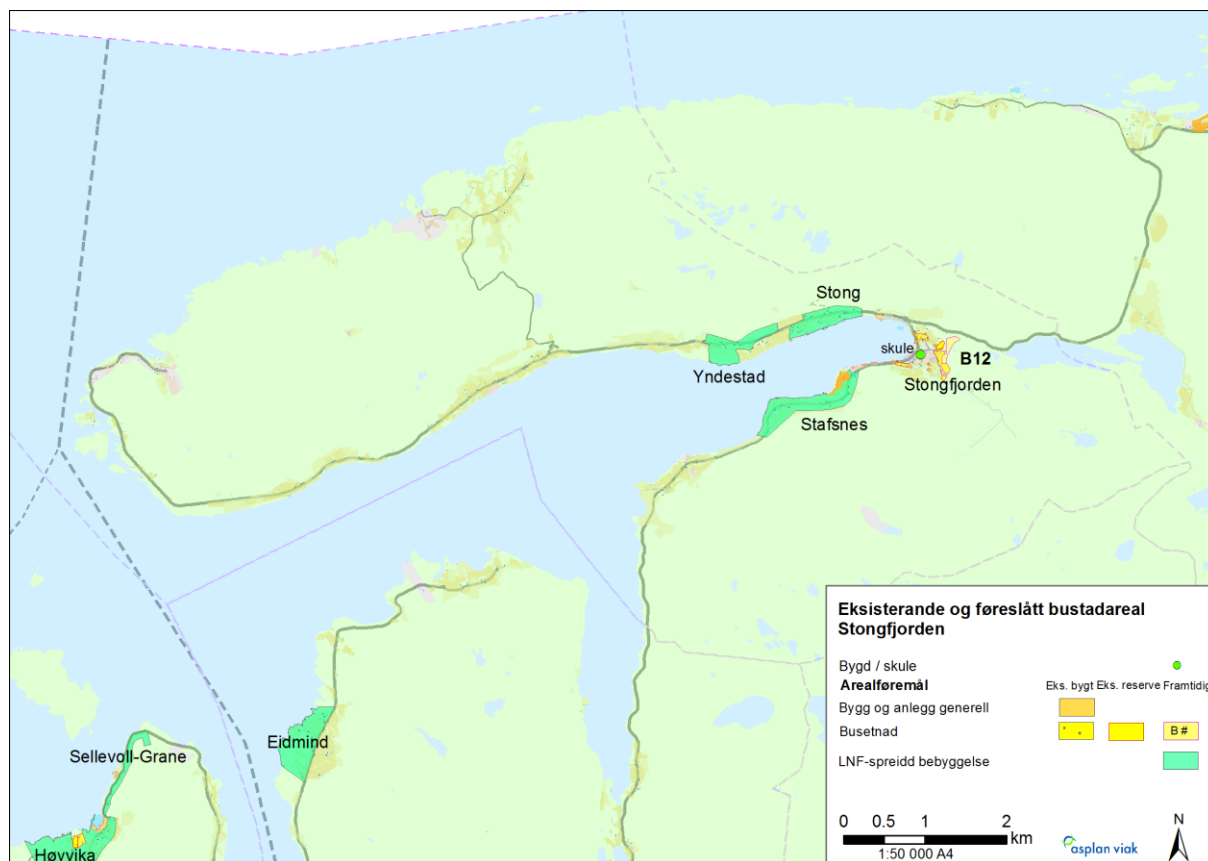 Stong
skule
B12
Yndestad
Stongfjorden
Stafsnes
Eidmind
Sellevoll-Grane
Høyvika
Eksisterande og føreslått bustadareal
Stongfjorden
Bygd / skule
Arealføremål Eks. bygt Eks. reserve Framtidig
Bygg og anlegg generell
Busetnad B #
LNF-spreidd bebyggelse
0 0.5 1 2
km
1:50 000 A4
asplan viak
N